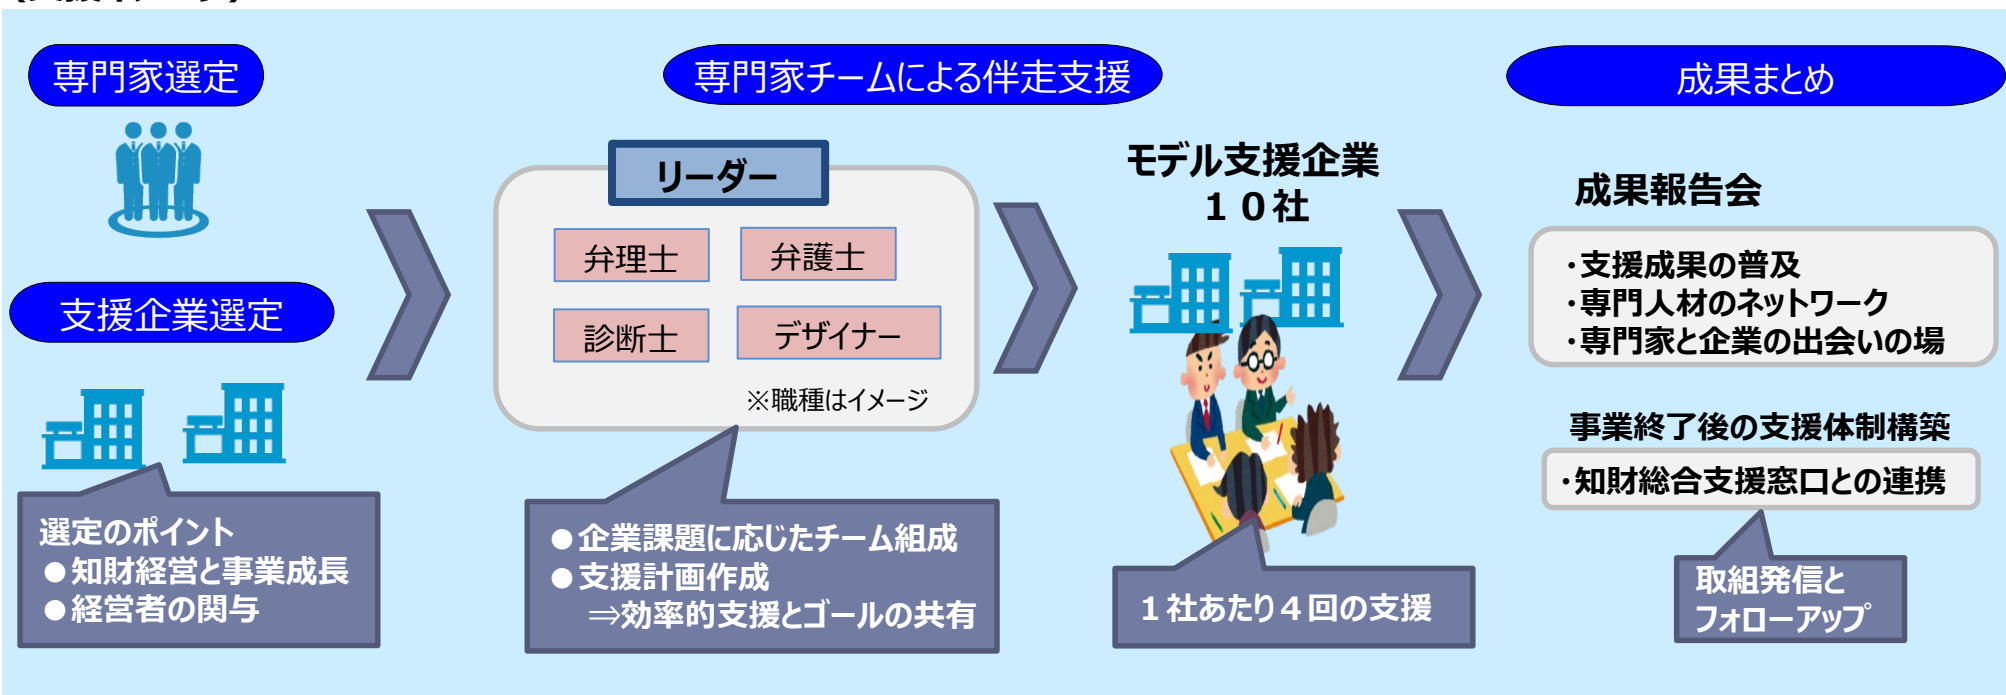 専門家選定
支援企業選定
選定のポイント
●知財経営と事業成長
●経営者の関与
専門家チームによる伴走支援
リーダー
弁理士
弁護士
診断士
デザイナー
※職種はイメージ
●企業課題に応じたチーム組成
●支援計画作成
⇒効率的支援とゴールの共有
モデル支援企業
１０社
１社あたり４回の支援
成果まとめ
成果報告会
・支援成果の普及
・専門人材のネットワーク
・専門家と企業の出会いの場
事業終了後の支援体制構築
・知財総合支援窓口との連携
取組発信と
フォローアップ